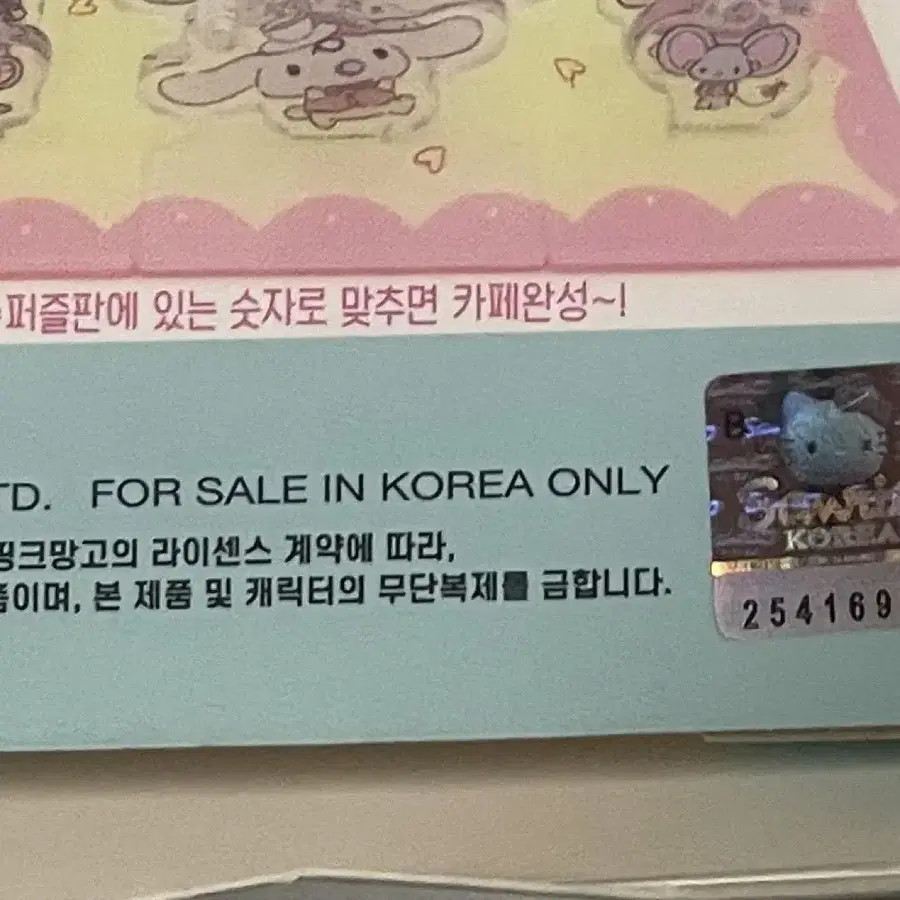 퍼즐판에 있는 숫자로 맞추면 카페완성~!
TD. FOR SALE IN KOREA ONLY
핑크망고의 라이센스 계약에 따라,
품이며, 본 제품 및 캐릭터의 무단복제를 금합니다.
Sanrio
KOREA
254169